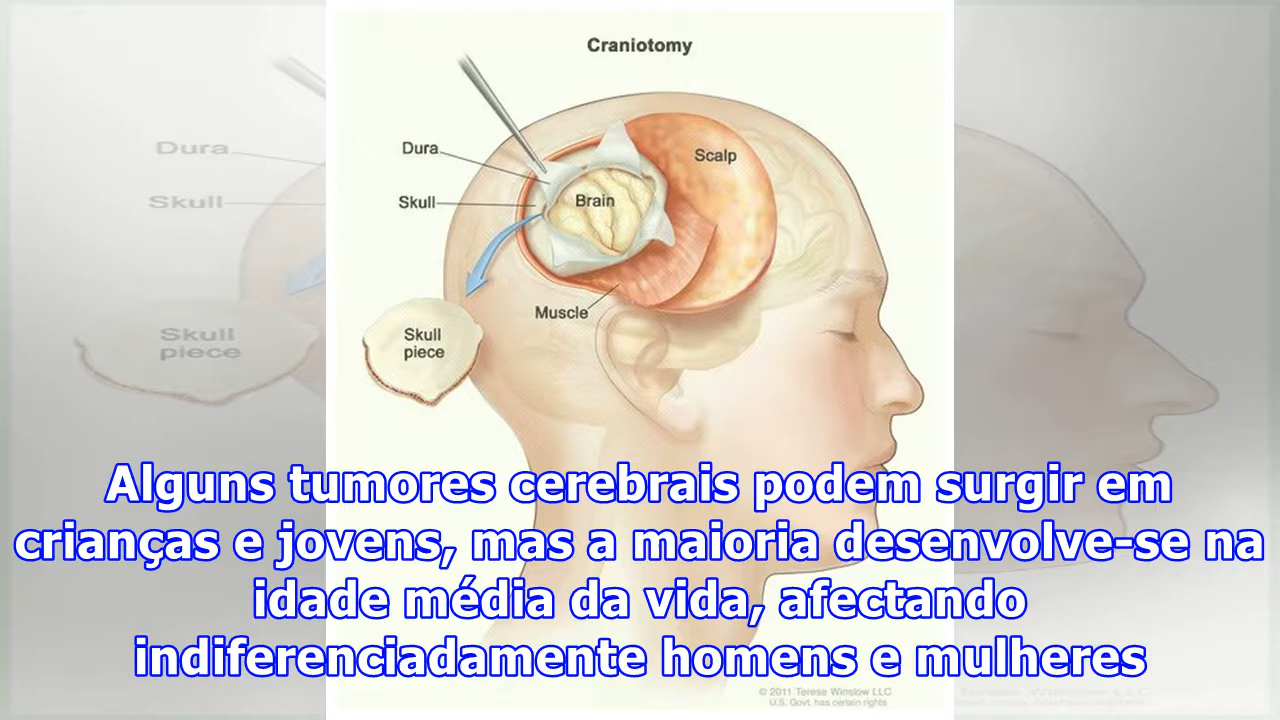 Craniotomy
Dura
Scalp
Skull
Brain
Muscle
Skull
piece
Dura
Skull
Skull
piece
Alguns tumores cerebrais podem surgir em
crianças e jovens, mas a maioria desenvolve-se na
idade média da vida, afectando
indiferenciadamente homens e mulheres
© 2011 Terese Winslow LLC
U.S. Govt. has certain rights